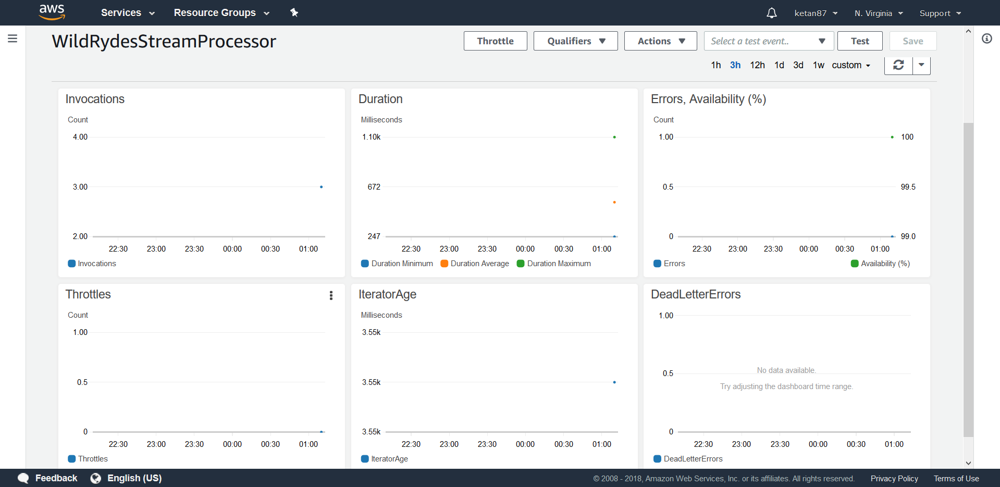 aws Services Resource Groups ketan87 N. Virginia Support
WildRydesStreamProcessor Throttle Qualifiers Actions Select a test event.. Test Save
1h 3h 12h 1d 3d 1w custom
Invocations
Count
4.00
3.00
2.00
22:30 23:00 23:30 00:00 00:30 01:00
Invocations
Duration
Milliseconds
1.10k
672
247
22:30 23:00 23:30 00:00 00:30 01:00
Duration Minimum Duration Average Duration Maximum
Errors, Availability (%)
Count
1.00 100
0.5 99.5
0 99.0
22:30 23:00 23:30 00:00 00:30 01:00
Errors Availability (%)
Throttles
Count
1.00
0.5
0
22:30 23:00 23:30 00:00 00:30 01:00
Throttles
IteratorAge
Milliseconds
3.55k
3.55k
3.55k
22:30 23:00 23:30 00:00 00:30 01:00
IteratorAge
DeadLetterErrors
1.00
No data available.
0.5
Try adjusting the dashboard time range.
0
22:30 23:00 23:30 00:00 00:30 01:00
DeadLetterErrors
Feedback English (US) © 2008 - 2018, Amazon Web Services, Inc. or its affiliates. All rights reserved. Privacy Policy Terms of Use